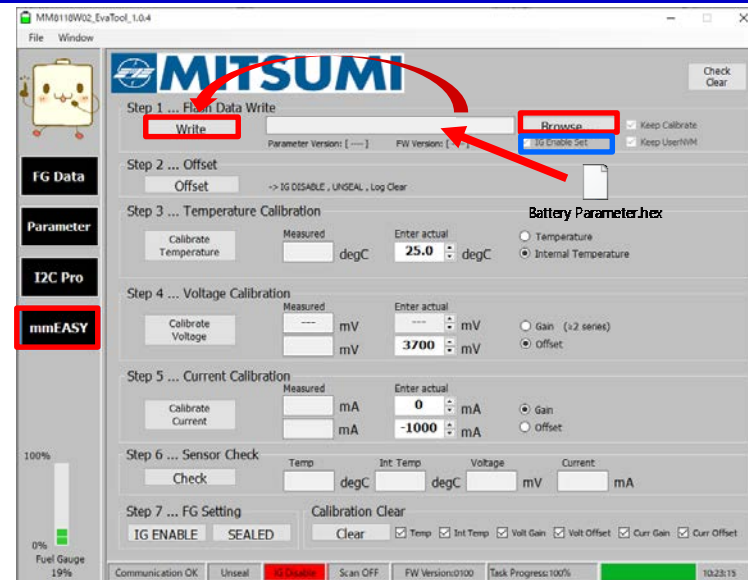 MM8118W02_EvaTool_1.0.4
File Window
MITSUMI
Check Clear
Step 1 ... Flash Data Write
Write
Browse...
Keep Calibrate
Parameter Version: [ ---- ] FW Version: [
IG Enable Set
Keep UserNVM
FG Data
Step 2 ... Offset
Offset
-> IG DISABLE , UNSEAL , Log Clear
Battery Parameter.hex
Parameter
Step 3 ... Temperature Calibration
Measured
Enter actual
Calibrate Temperature
degC
25.0
degC
Temperature
Internal Temperature
I2C Pro
mmEASY
Step 4 ... Voltage Calibration
Measured
Enter actual
Calibrate Voltage
--- mV
--- mV
Gain (≥2 series)
mV
3700 mV
Offset
Step 5 ... Current Calibration
Measured
Enter actual
Calibrate Current
mA
0 mA
Gain
mA
-1000 mA
Offset
100%
Step 6 ... Sensor Check
Temp
Int Temp
Voltage
Current
Check
degC
degC
mV
mA
Step 7 ... FG Setting
Calibration Clear
IG ENABLE
SEALED
Clear
Temp
Int Temp
Volt Gain
Volt Offset
Curr Gain
Curr Offset
0%
Fuel Gauge
19%
Communication OK
Unseal
IG Disable
Scan OFF
FW Version:0100
Task Progress:100%
10:23:15